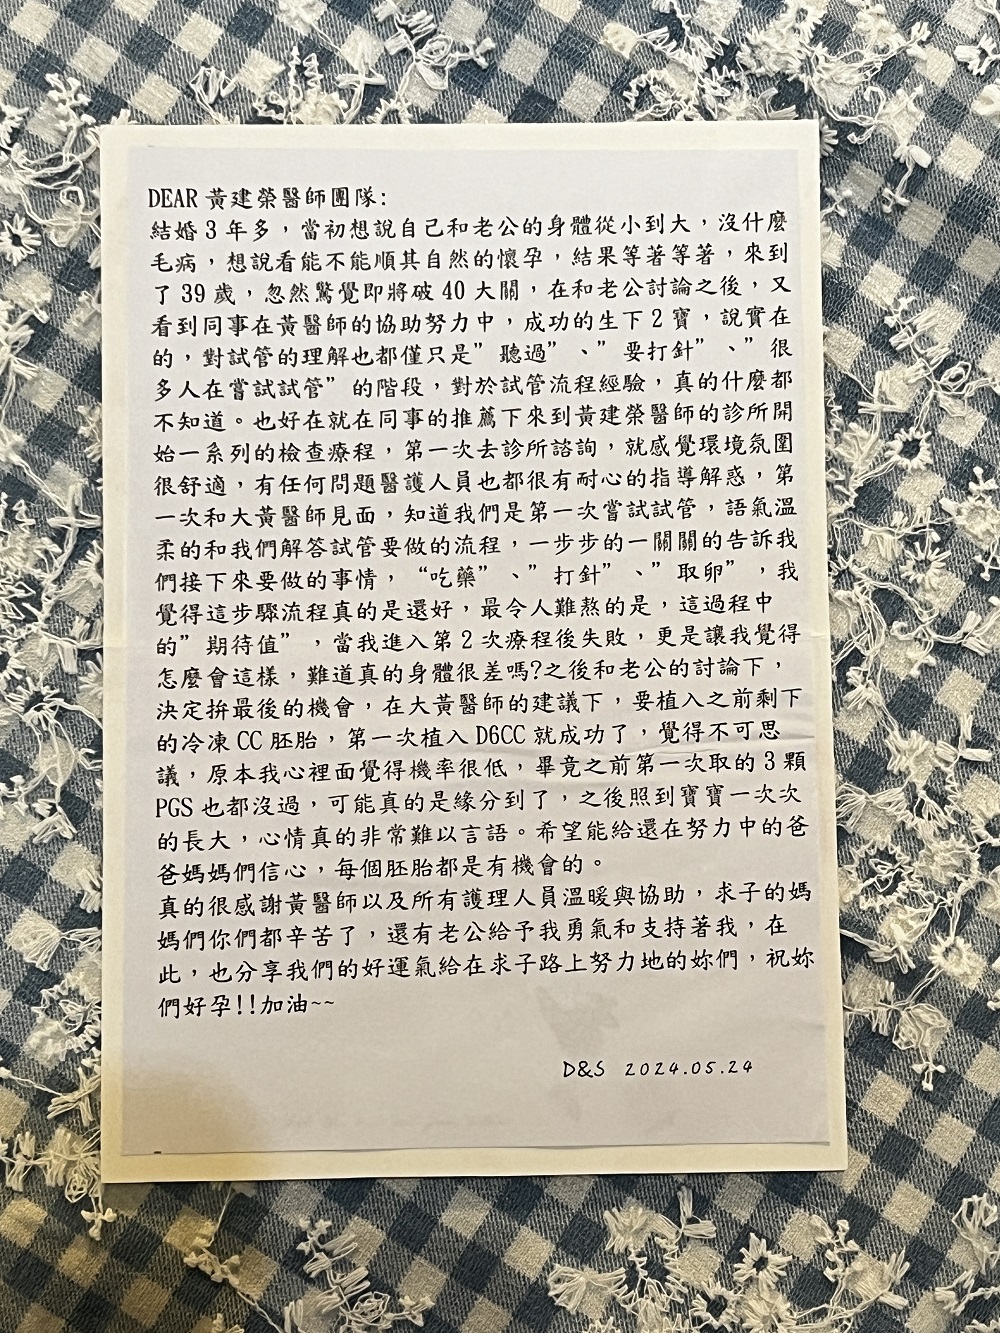 DEAR 黃建榮醫師團隊:
結婚 3 年多，當初想說自己和老公的身體從小到大，沒什麼
毛病，想說看能不能順其自然的懷孕，結果等著等著，來到
了 39 歲，忽然驚覺即將破 40 大關，在和老公討論之後，又
看到同事在黃醫師的協助努力中，成功的生下 2 寶，說實在
的，對試管的理解也都僅只是”聽過”、”要打針”、”很
多人在嘗試試管”的階段，對於試管流程經驗，真的什麼都
不知道。也好在就在同事的推薦下來到黃建榮醫師的診所開
始一系列的檢查療程，第一次去診所諮詢，就感覺環境氛圍
很舒適，有任何問題醫護人員也都很有耐心的指導解惑，第
一次和大黃醫師見面，知道我們是第一次嘗試試管，語氣溫
柔的和我們解答試管要做的流程，一步步的一關關的告訴我
們接下來要做的事情，“吃藥”、”打針”、”取卵”，我
覺得這步驟流程真的是還好，最令人難熬的是，這過程中
的”期待值”，當我進入第 2 次療程後失敗，更是讓我覺得
怎麼會這樣，難道真的身體很差嗎?之後和老公的討論下，
決定拚最後的機會，在大黃醫師的建議下，要植入之前剩下
的冷凍 CC 胚胎，第一次植入 D6CC 就成功了，覺得不可思
議，原本我心裡面覺得機率很低，畢竟之前第一次取的 3 顆
PGS 也都沒過，可能真的是緣分到了，之後照到寶寶一次次
的長大，心情真的非常難以言語。希望能給還在努力中的爸
爸媽媽們信心，每個胚胎都是有機會的。
真的很感謝黃醫師以及所有護理人員溫暖與協助，求子的媽
媽們你們都辛苦了，還有老公給予我勇氣和支持著我，在
此，也分享我們的好運氣給在求子路上努力地的妳們，祝妳
們好孕!!加油~~
D&S 2024.05.24